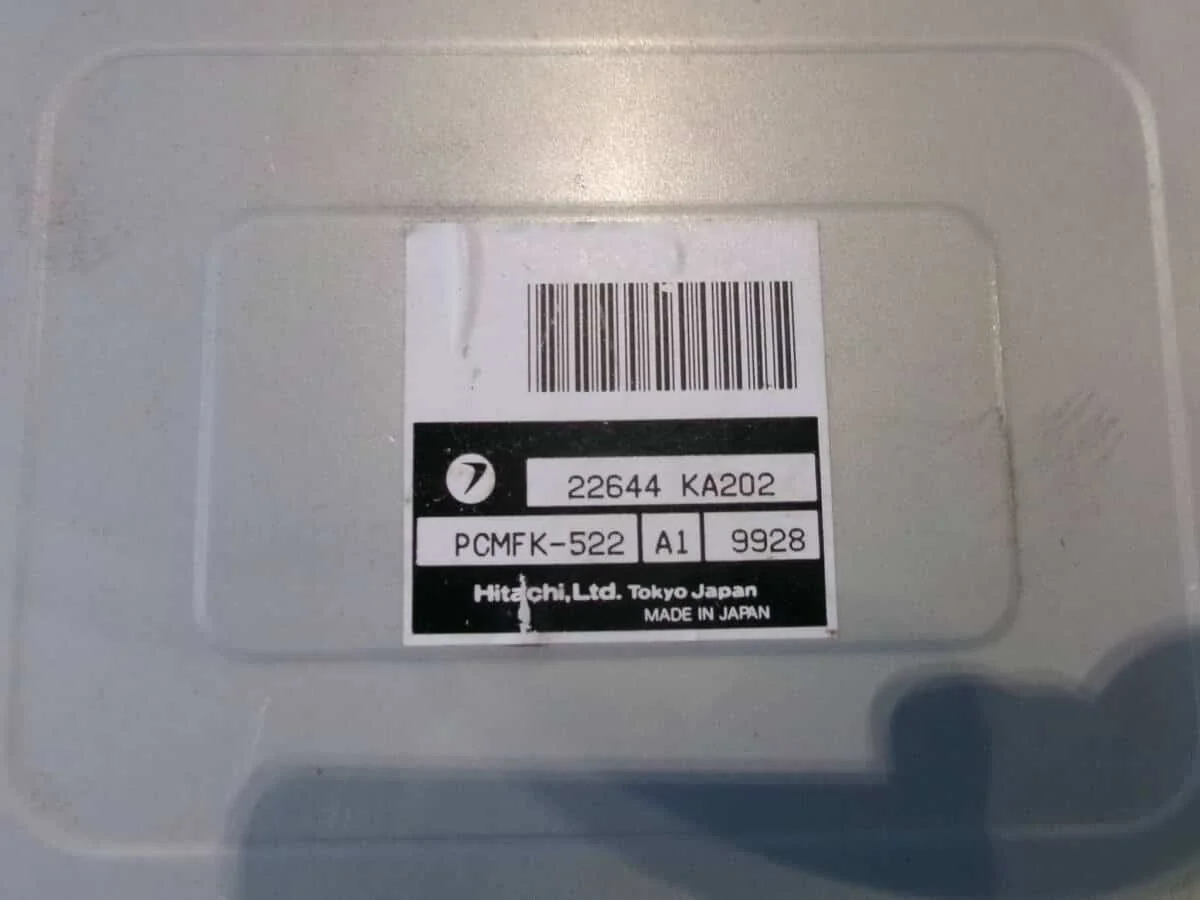 22644 KA202
PCMFK-522 A1 9928
Hitachi,Ltd. Tokyo Japan
MADE IN JAPAN